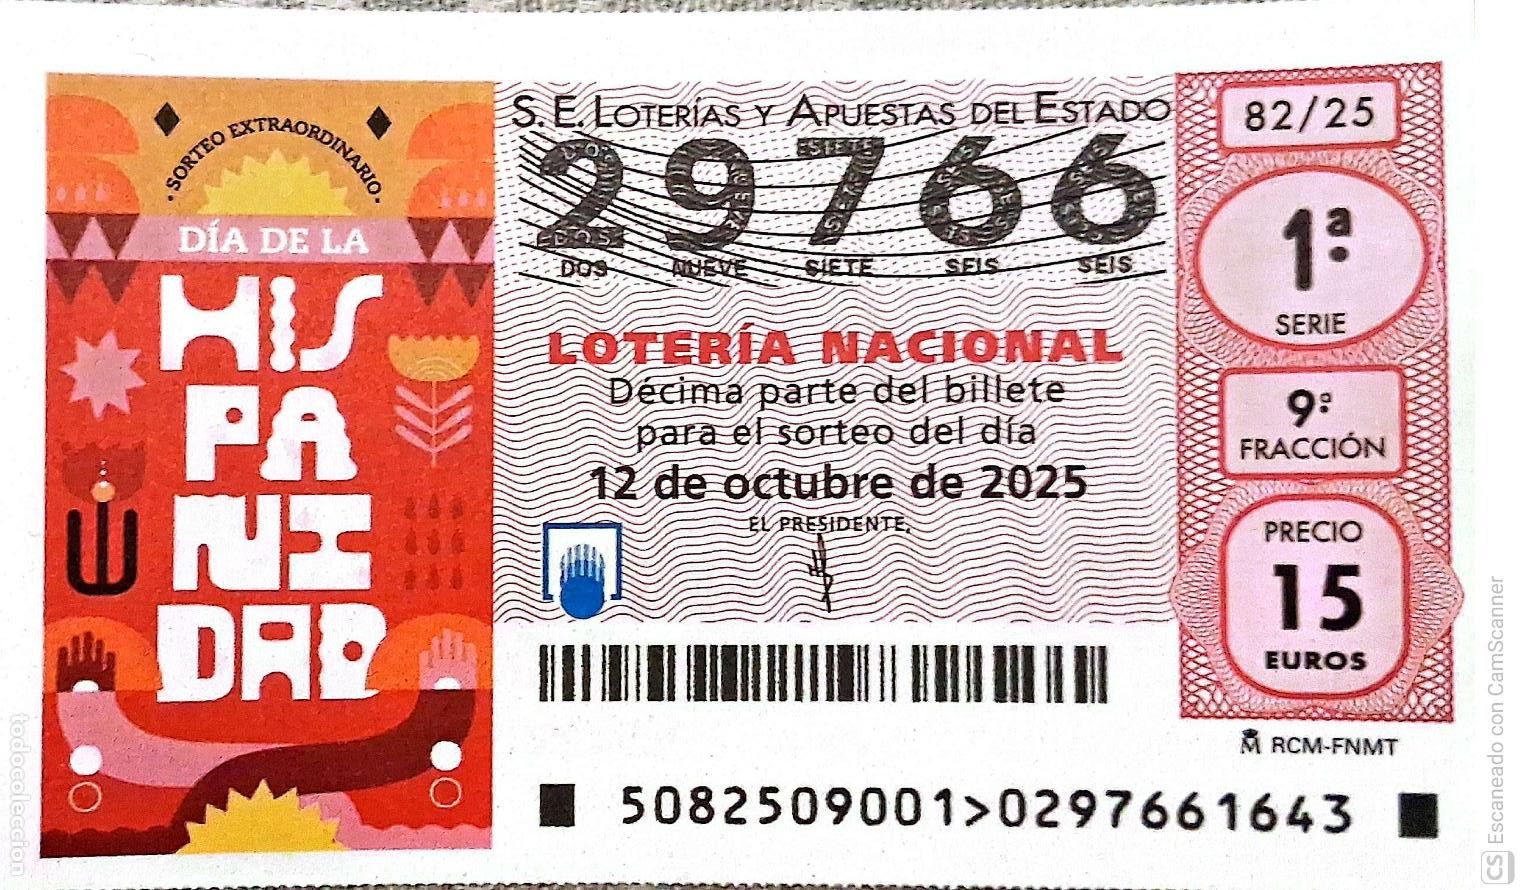 ·SORTEO EXTRAORDINARIO·
DÍA DE LA
HIS
PA
NI
DAD
S. E. LOTERÍAS Y APUESTAS DEL ESTADO
29766
DOS NUEVE SIETE SEIS SEIS
LOTERÍA NACIONAL
Décima parte del billete
para el sorteo del día
12 de octubre de 2025
EL PRESIDENTE,
82/25
1ª
SERIE
9ª
FRACCIÓN
PRECIO
15
EUROS
RCM-FNMT
5082509001>0297661643
todocoleccion
CS Escaneado con CamScanner